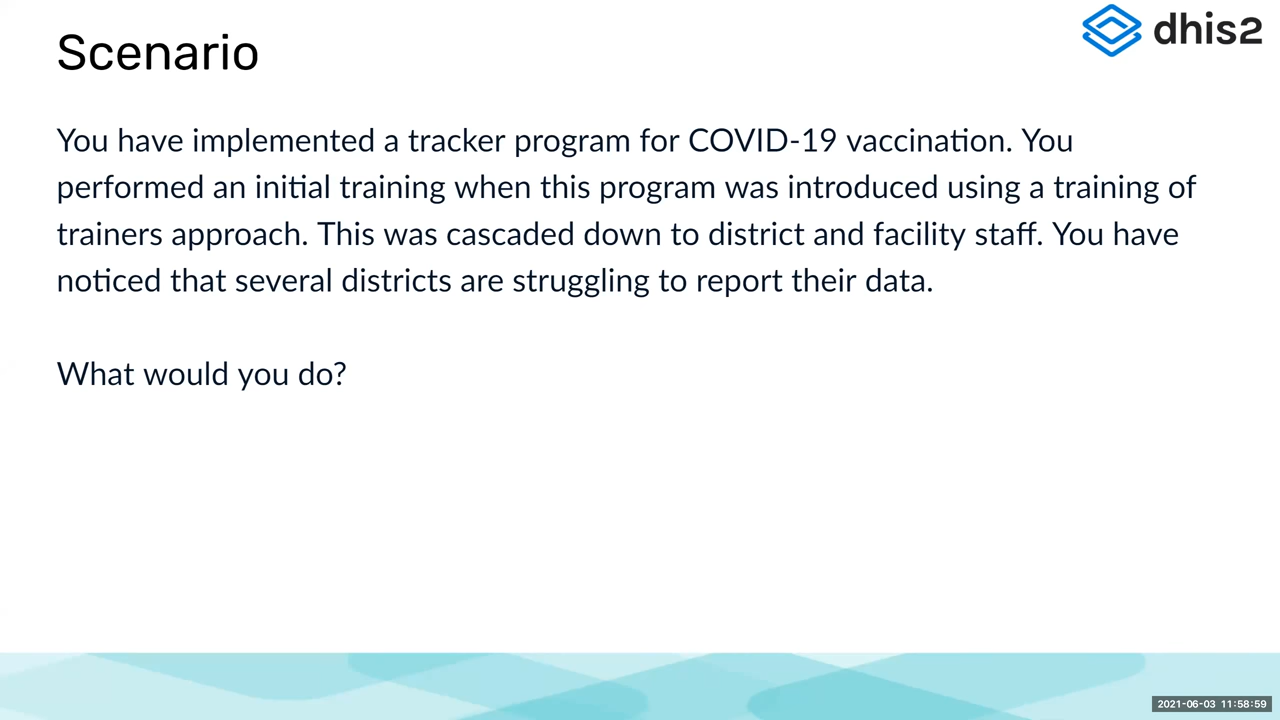 Scenario
dhis2
You have implemented a tracker program for COVID-19 vaccination. You
performed an initial training when this program was introduced using a training of
trainers approach. This was cascaded down to district and facility staff. You have
noticed that several districts are struggling to report their data.
What would you do?
2021-06-03 11:58:59